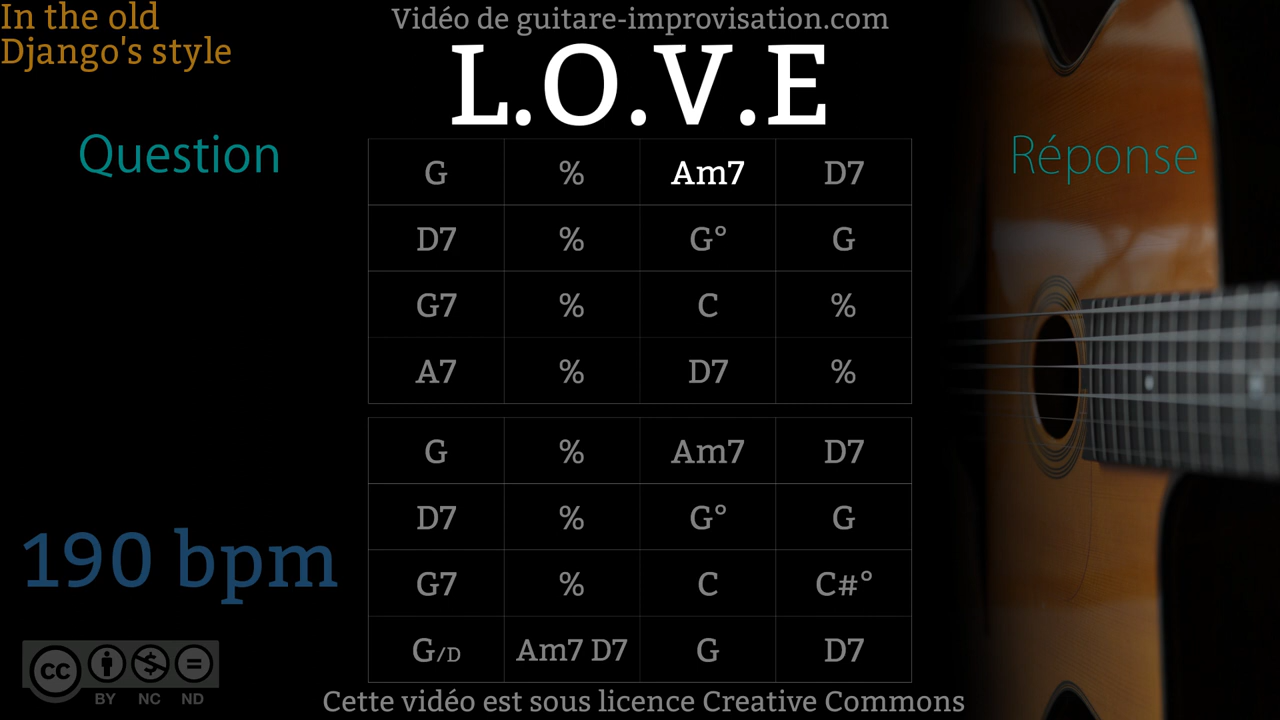 In the old
Django's style
Vidéo de guitare-improvisation.com
L.O.V.E
Question
Réponse
G % Am7 D7
D7 % G° G
G7 % C %
A7 % D7 %
G % Am7 D7
D7 % G° G
G7 % C C#°
G/D Am7 D7 G D7
190 bpm
cc
BY NC ND
Cette vidéo est sous licence Creative Commons